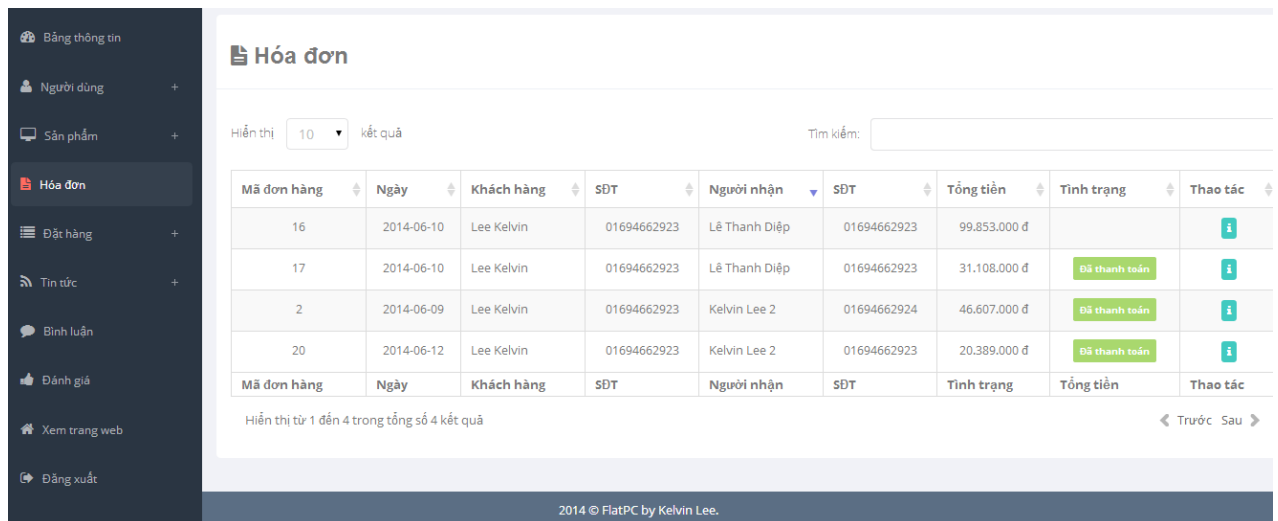 Bảng thông tin
Người dùng +
Sản phẩm +
Hóa đơn
Đặt hàng +
Tin tức +
Bình luận
Đánh giá
Xem trang web
Đăng xuất
Hóa đơn
Hiển thị 10 kết quả Tìm kiếm:
Mã đơn hàng Ngày Khách hàng SĐT Người nhận SĐT Tổng tiền Tình trạng Thao tác
16 2014-06-10 Lee Kelvin 01694662923 Lê Thanh Diệp 01694662923 99.853.000 đ
17 2014-06-10 Lee Kelvin 01694662923 Lê Thanh Diệp 01694662923 31.108.000 đ Đã thanh toán
2 2014-06-09 Lee Kelvin 01694662923 Kelvin Lee 2 01694662924 46.607.000 đ Đã thanh toán
20 2014-06-12 Lee Kelvin 01694662923 Kelvin Lee 2 01694662923 20.389.000 đ Đã thanh toán
Mã đơn hàng Ngày Khách hàng SĐT Người nhận SĐT Tình trạng Tổng tiền Thao tác
Hiển thị từ 1 đến 4 trong tổng số 4 kết quả Trước Sau
2014 © FlatPC by Kelvin Lee.